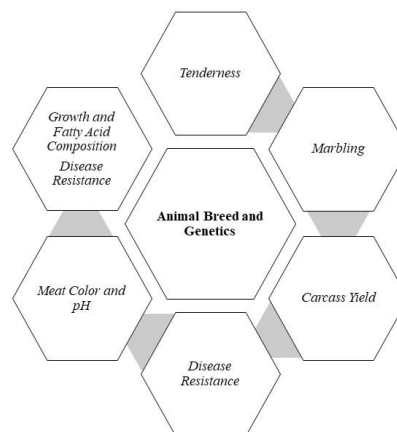 Tenderness
Growth and
Fatty Acid
Composition
Disease
Resistance
Marbling
Animal Breed and
Genetics
Meat Color and
pH
Carcass Yield
Disease
Resistance